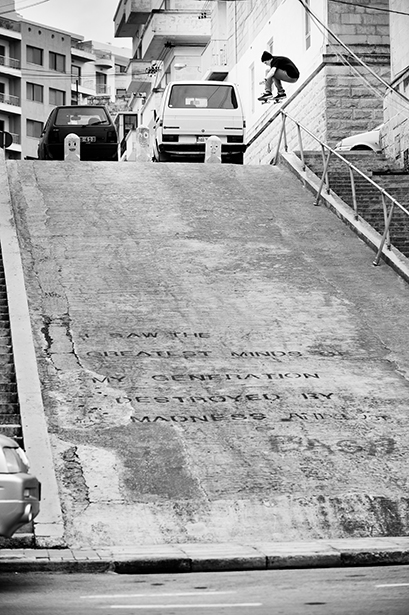 I SAW THE
GREATEST MINDS OF
MY GENERATION
DESTROYED BY
MADNESS